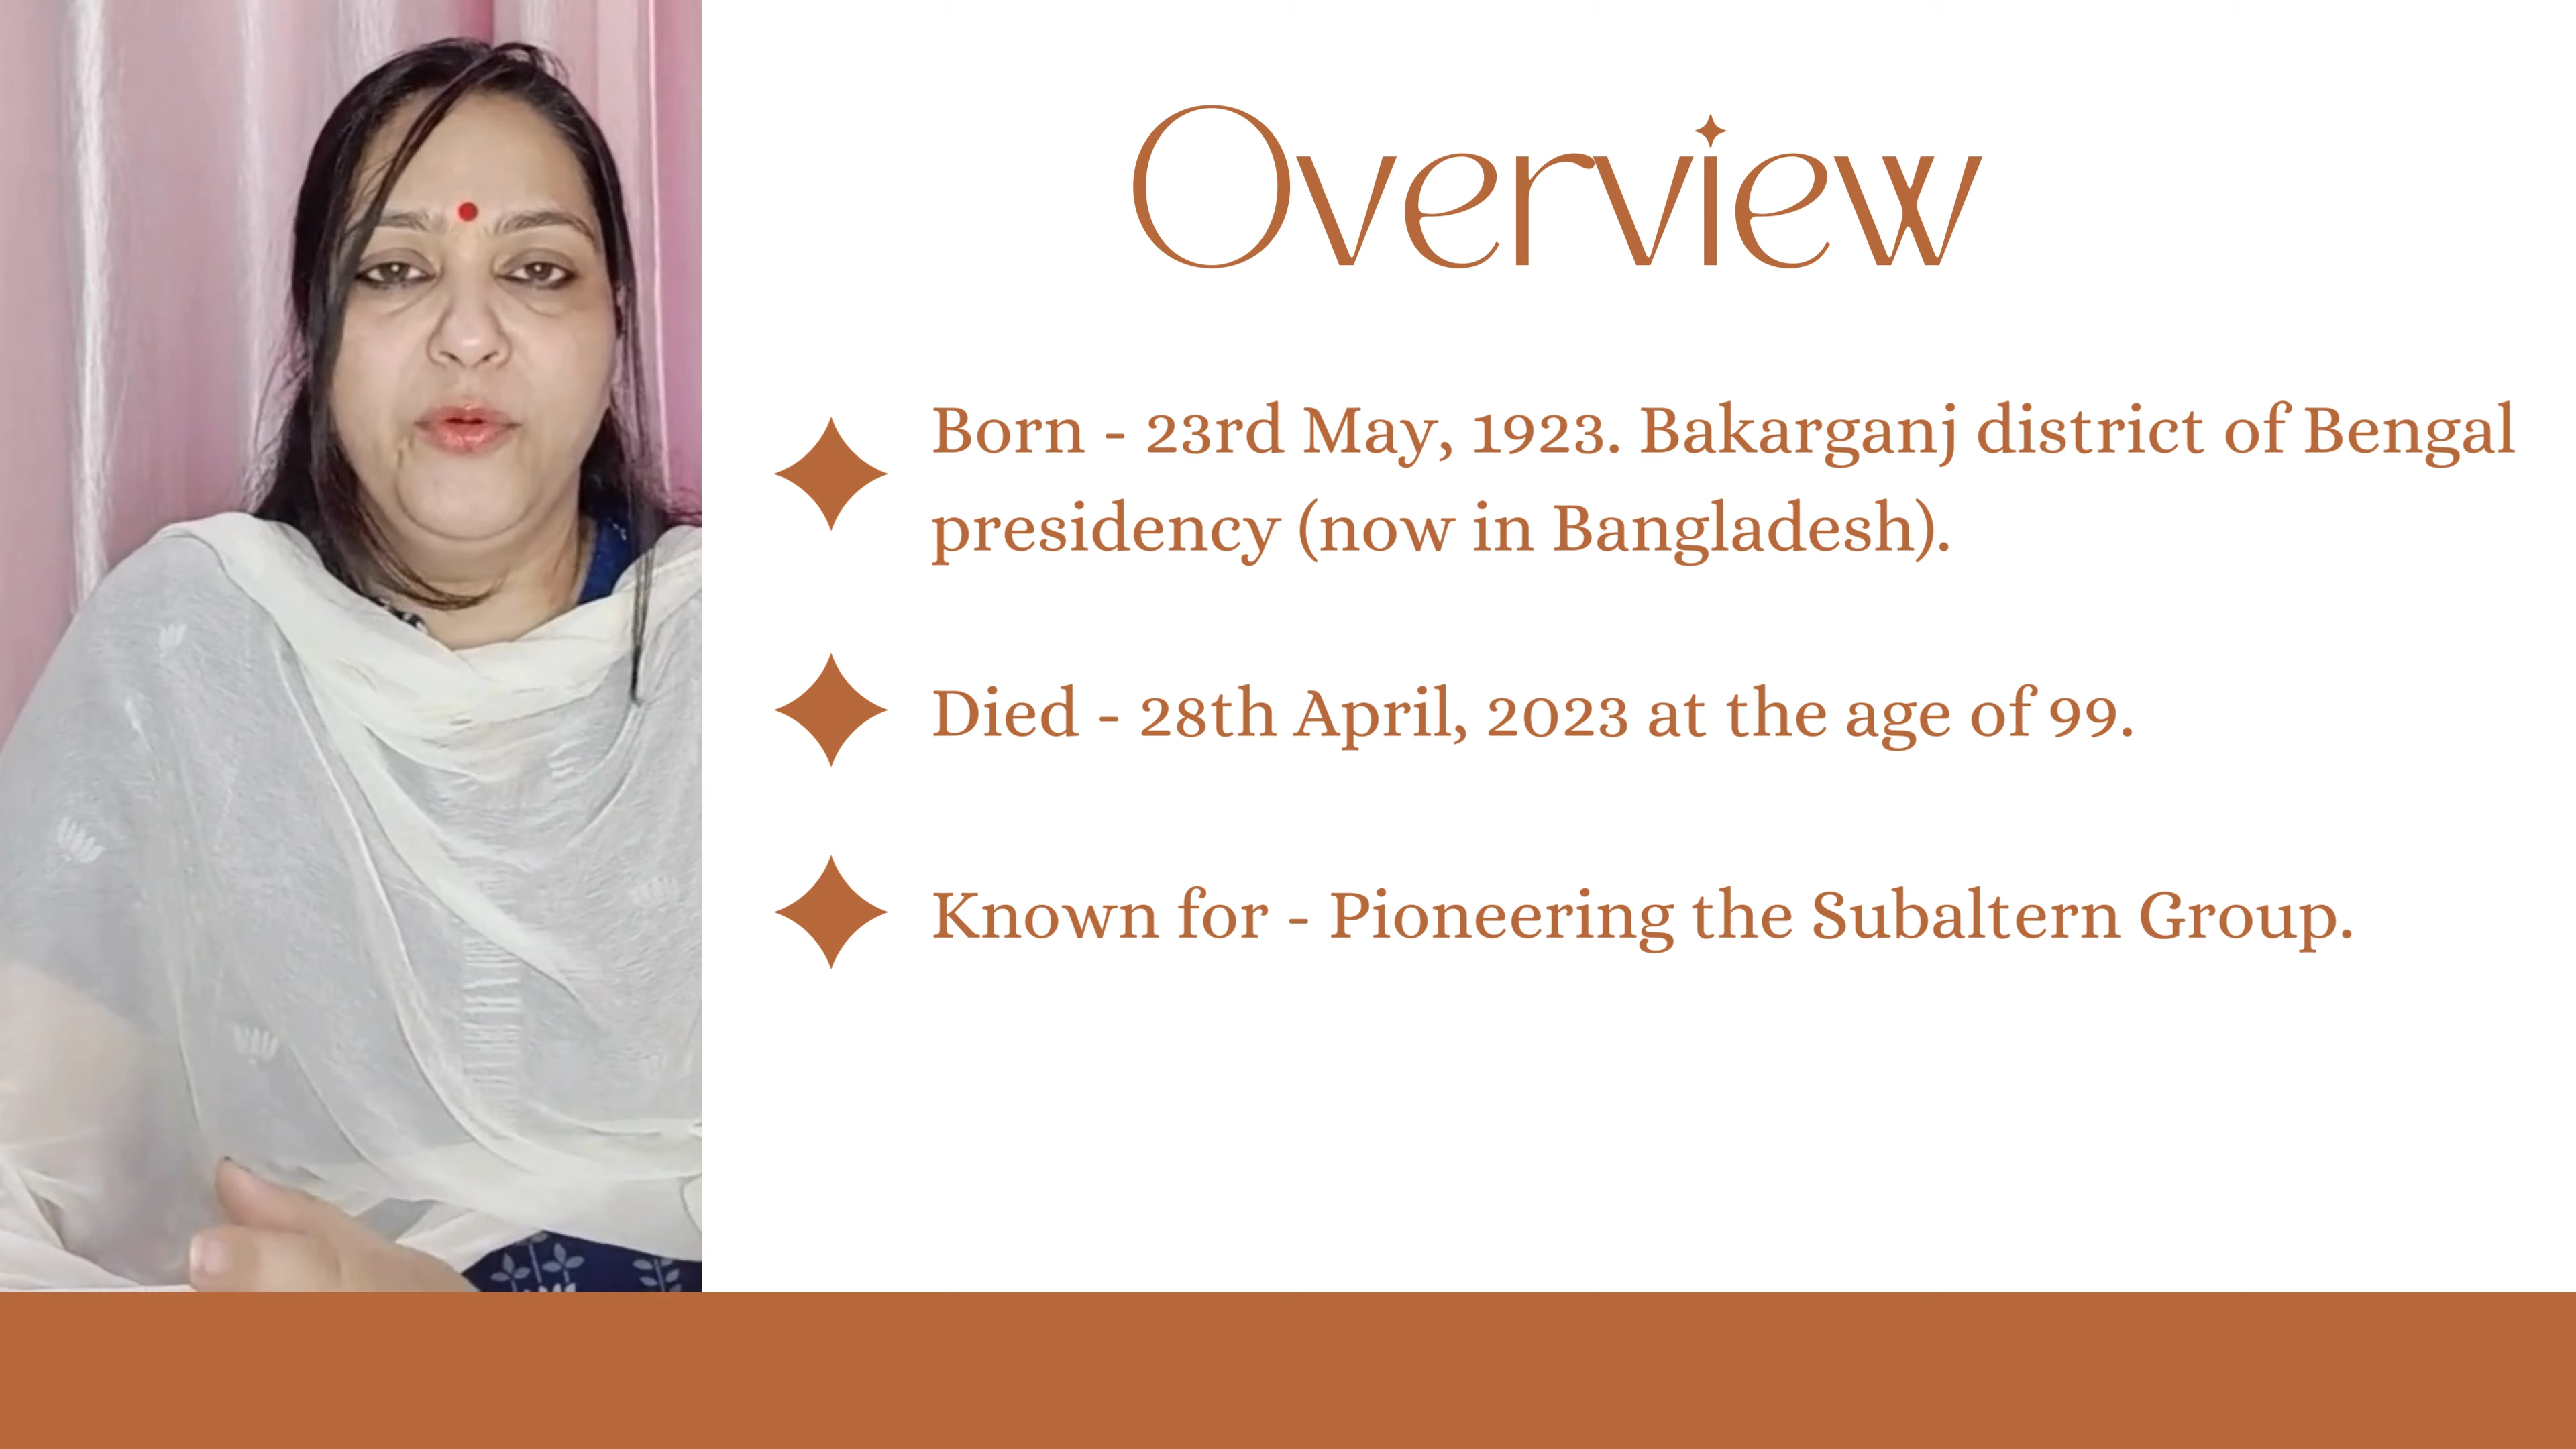 Overview
Born - 23rd May, 1923. Bakarganj district of Bengal
presidency (now in Bangladesh).
Died - 28th April, 2023 at the age of 99.
Known for - Pioneering the Subaltern Group.